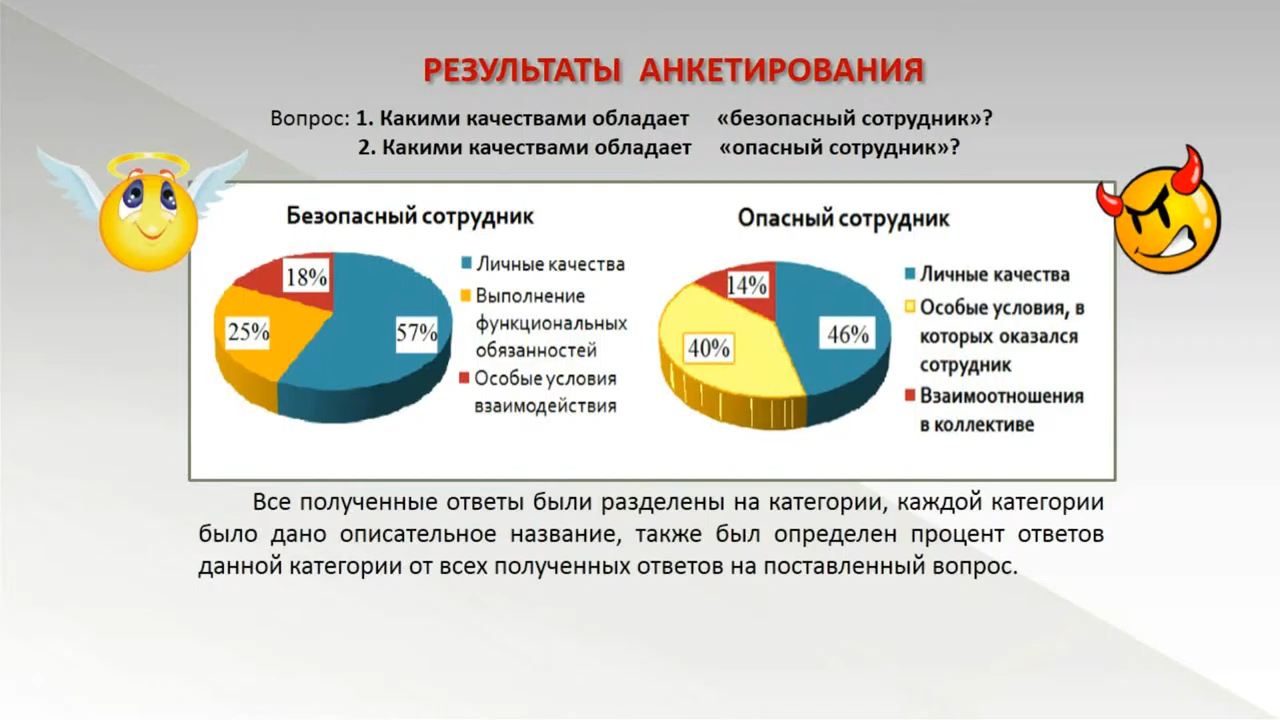 РЕЗУЛЬТАТЫ АНКЕТИРОВАНИЯ
Вопрос: 1. Какими качествами обладает «безопасный сотрудник»?
2. Какими качествами обладает «опасный сотрудник»?
Безопасный сотрудник
18%
25%
57%
Личные качества
Выполнение
функциональных
обязанностей
Особые условия
взаимодействия
Опасный сотрудник
14%
46%
40%
Личные качества
Особые условия, в
которых оказался
сотрудник
Взаимоотношения
в коллективе
Все полученные ответы были разделены на категории, каждой категории
было дано описательное название, также был определен процент ответов
данной категории от всех полученных ответов на поставленный вопрос.